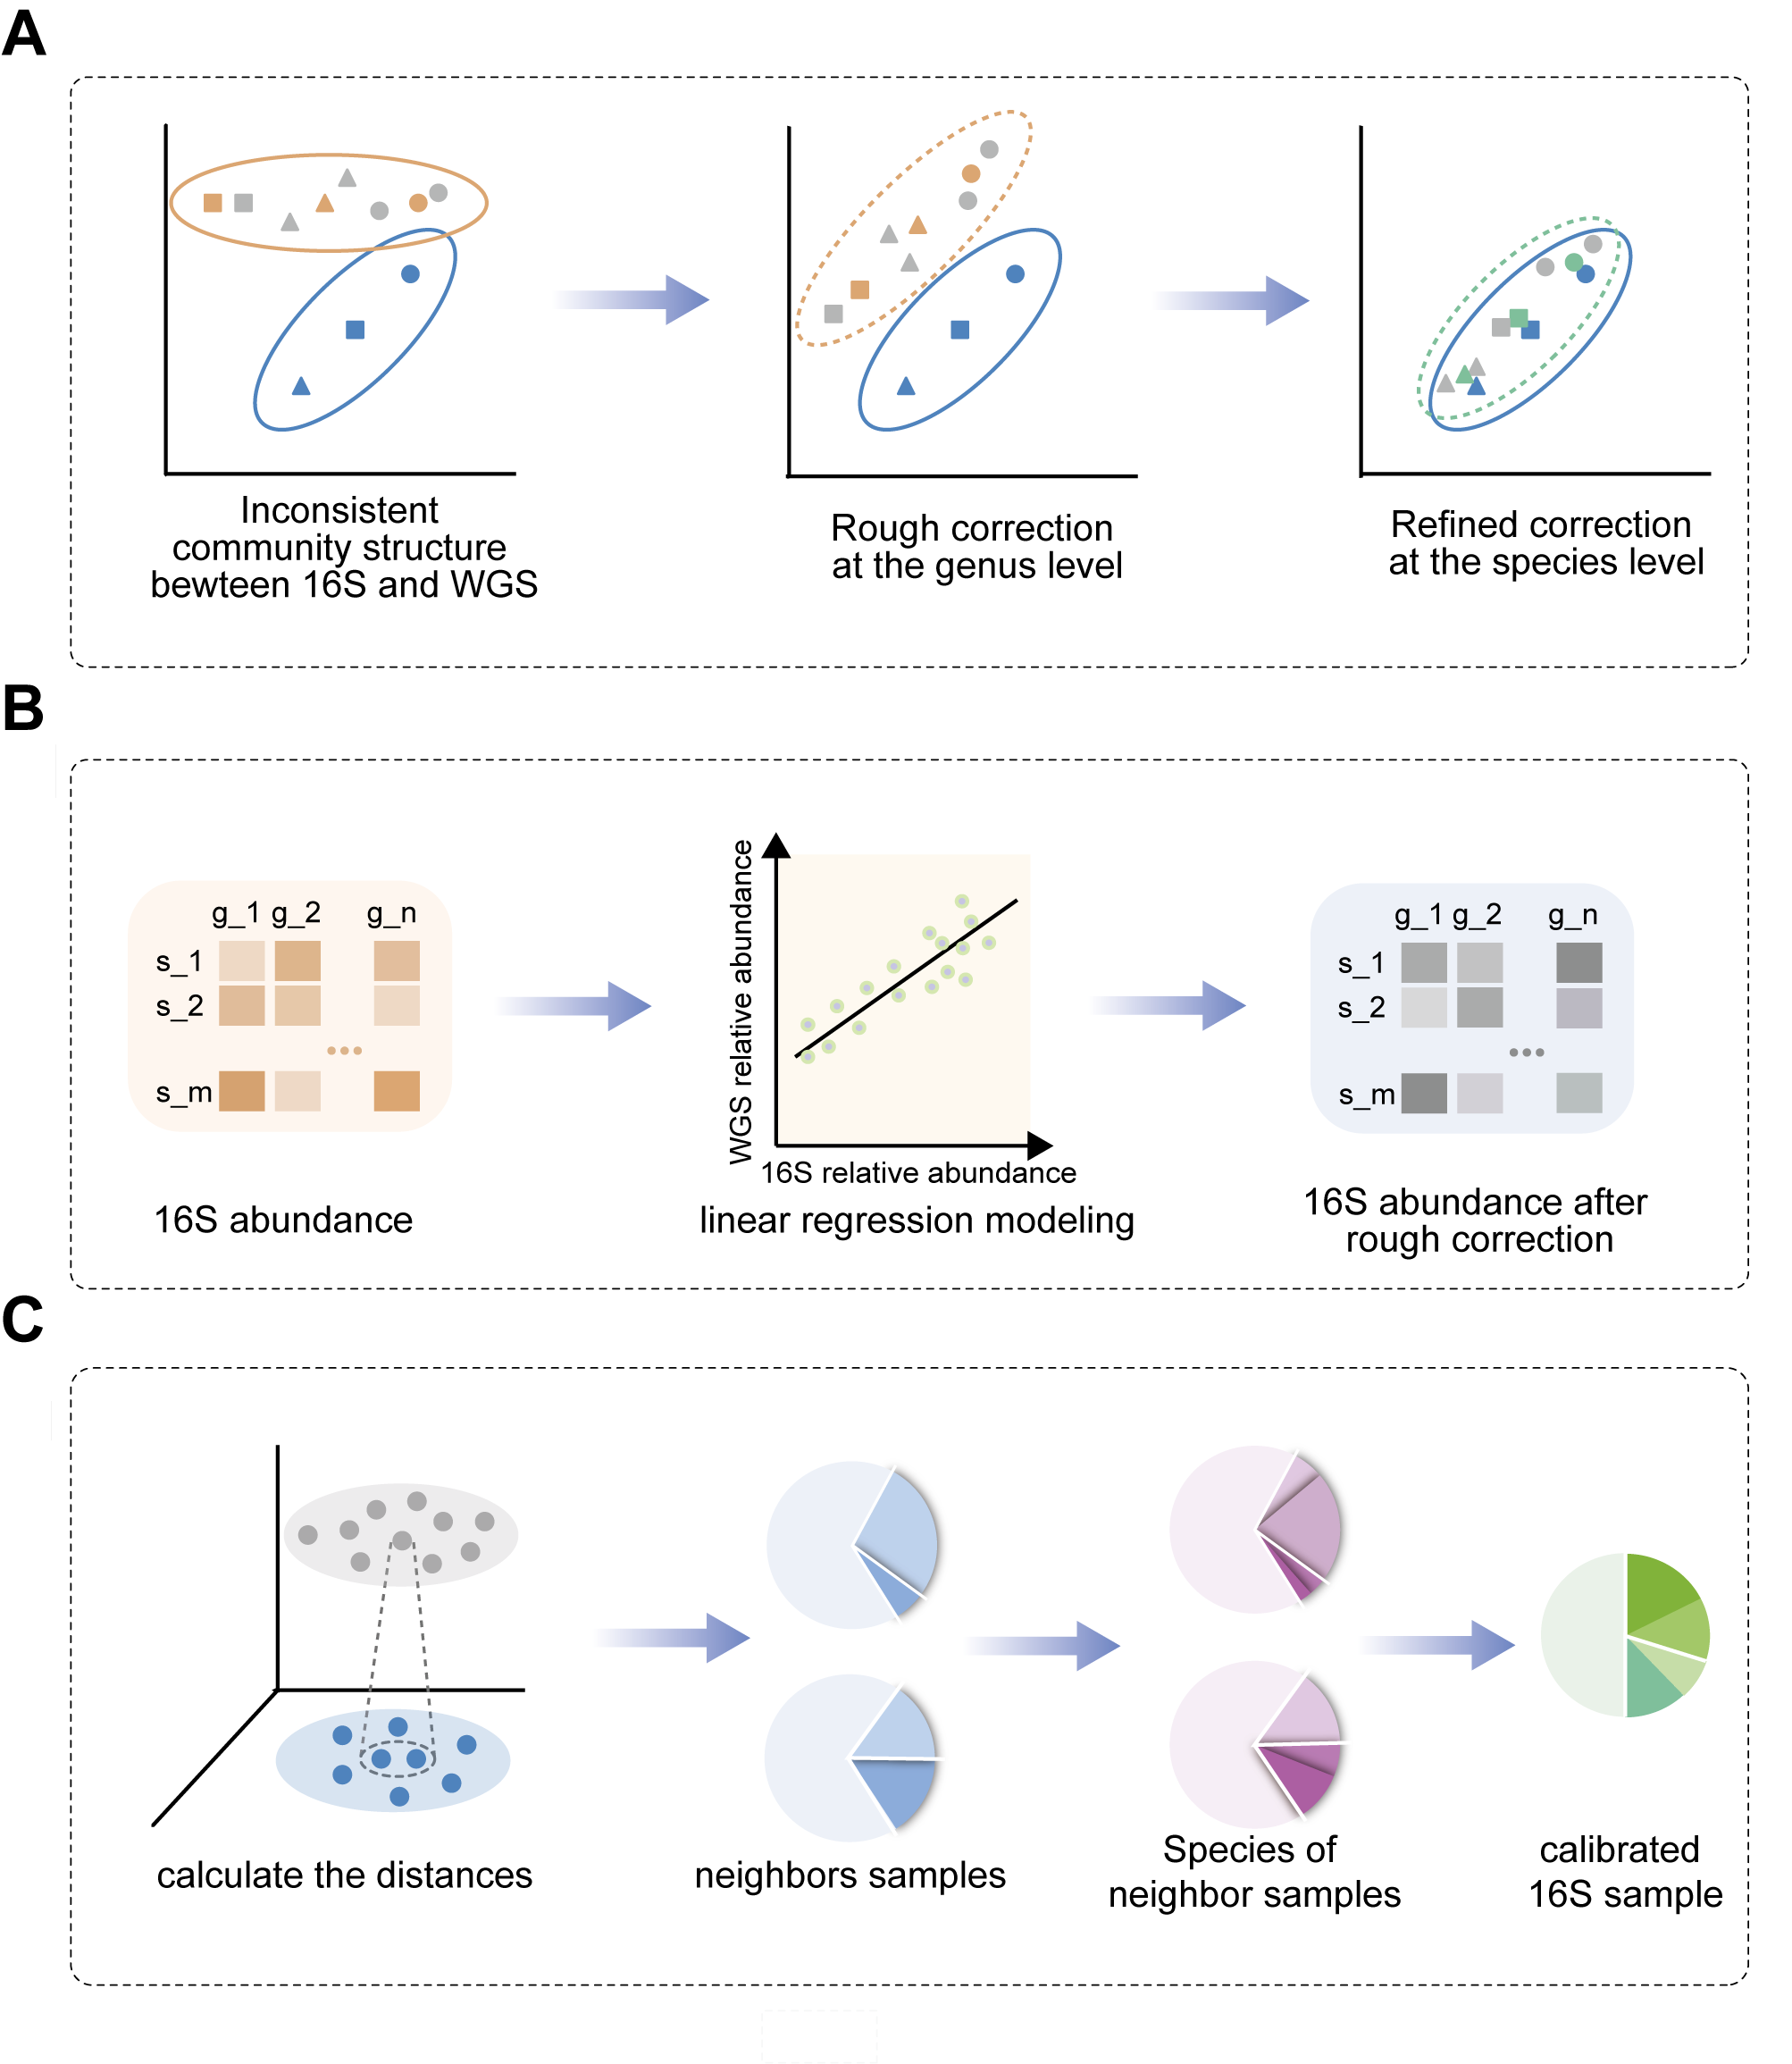 A
Inconsistent
community structure
bewteen 16S and WGS
Rough correction
at the genus level
Refined correction
at the species level
B
g_1 g_2 g_n
s_1
s_2
s_m
16S abundance
WGS relative abundance
16S relative abundance
linear regression modeling
g_1 g_2 g_n
s_1
s_2
s_m
16S abundance after
rough correction
C
calculate the distances
neighbors samples
Species of
neighbor samples
calibrated
16S sample